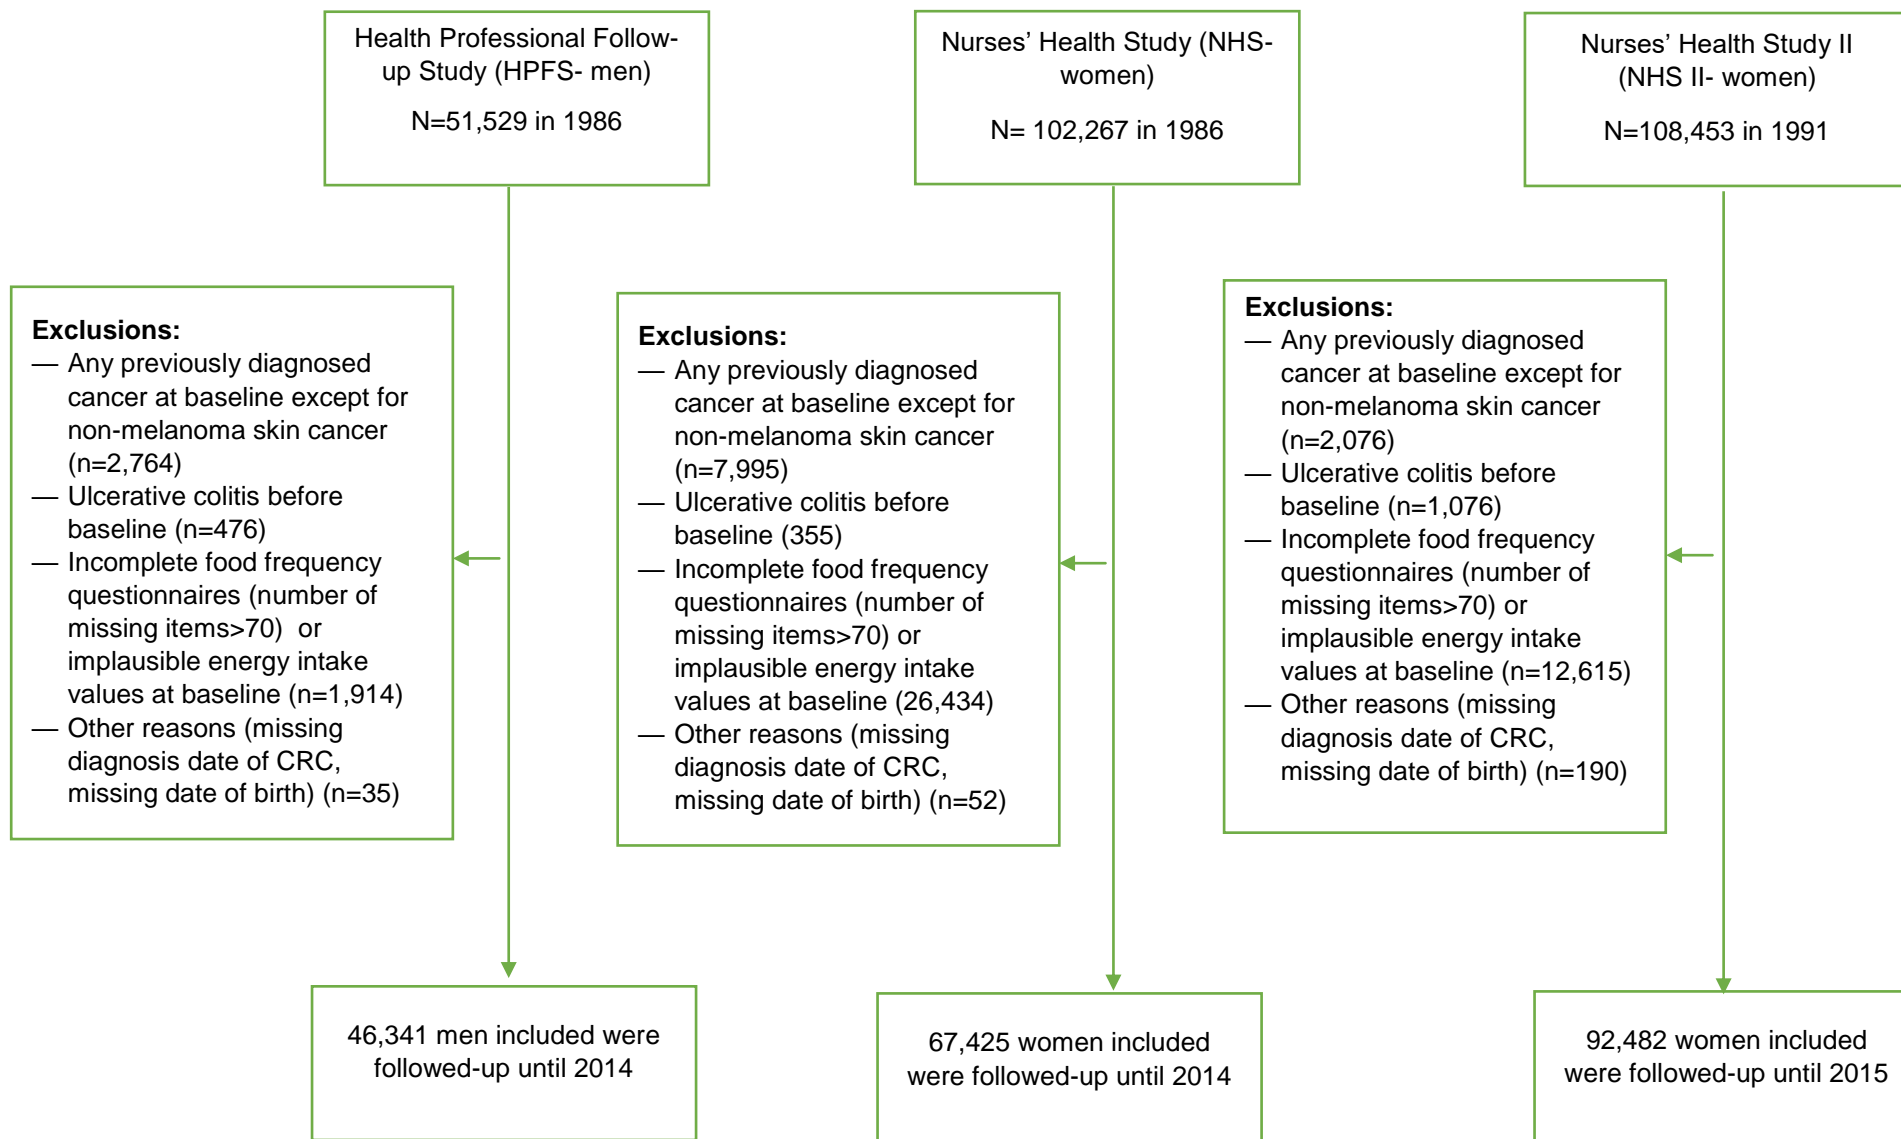 Health Professional Follow-
up Study (HPFS- men)
N=51,529 in 1986
Nurses’ Health Study (NHS-
women)
N= 102,267 in 1986
Nurses’ Health Study II
(NHS II- women)
N=108,453 in 1991
Exclusions:
— Any previously diagnosed
cancer at baseline except for
non-melanoma skin cancer
(n=2,764)
— Ulcerative colitis before
baseline (n=476)
— Incomplete food frequency
questionnaires (number of
missing items>70)  or
implausible energy intake
values at baseline (n=1,914)
— Other reasons (missing
diagnosis date of CRC,
missing date of birth) (n=35)
Exclusions:
— Any previously diagnosed
cancer at baseline except for
non-melanoma skin cancer
(n=7,995)
— Ulcerative colitis before
baseline (355)
— Incomplete food frequency
questionnaires (number of
missing items>70) or
implausible energy intake
values at baseline (26,434)
— Other reasons (missing
diagnosis date of CRC,
missing date of birth) (n=52)
Exclusions:
— Any previously diagnosed
cancer at baseline except for
non-melanoma skin cancer
(n=2,076)
— Ulcerative colitis before
baseline (n=1,076)
— Incomplete food frequency
questionnaires (number of
missing items>70) or
implausible energy intake
values at baseline (n=12,615)
— Other reasons (missing
diagnosis date of CRC,
missing date of birth) (n=190)
46,341 men included were
followed-up until 2014
67,425 women included
were followed-up until 2014
92,482 women included
were followed-up until 2015